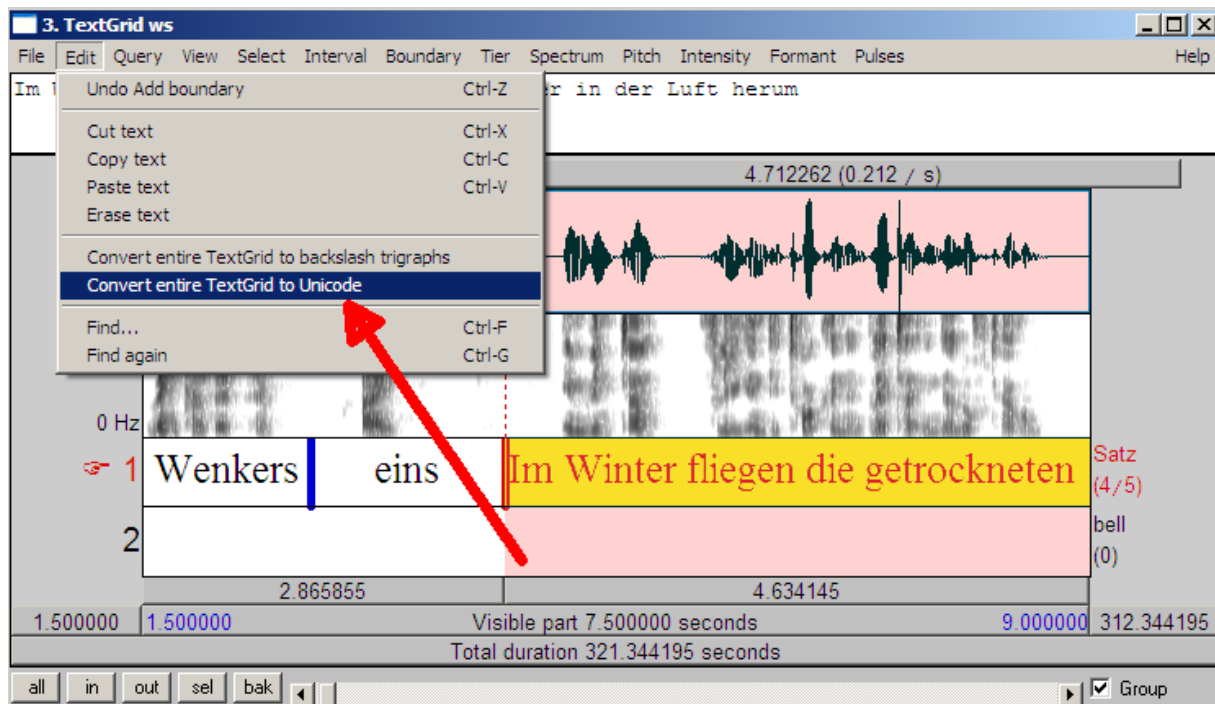 3. TextGrid ws
File Edit Query View Select Interval Boundary Tier Spectrum Pitch Intensity Formant Pulses Help
Im er in der Luft herum
Undo Add boundary Ctrl-Z
Cut text Ctrl-X
Copy text Ctrl-C
Paste text Ctrl-V
Erase text
Convert entire TextGrid to backslash trigraphs
Convert entire TextGrid to Unicode
Find... Ctrl-F
Find again Ctrl-G
4.712262 (0.212 / s)
0 Hz
1 Wenkers eins Im Winter fliegen die getrockneten Satz
(4/5)
2 bell
(0)
2.865855 4.634145
1.500000 1.500000 Visible part 7.500000 seconds 9.000000 312.344195
Total duration 321.344195 seconds
all in out sel bak Group